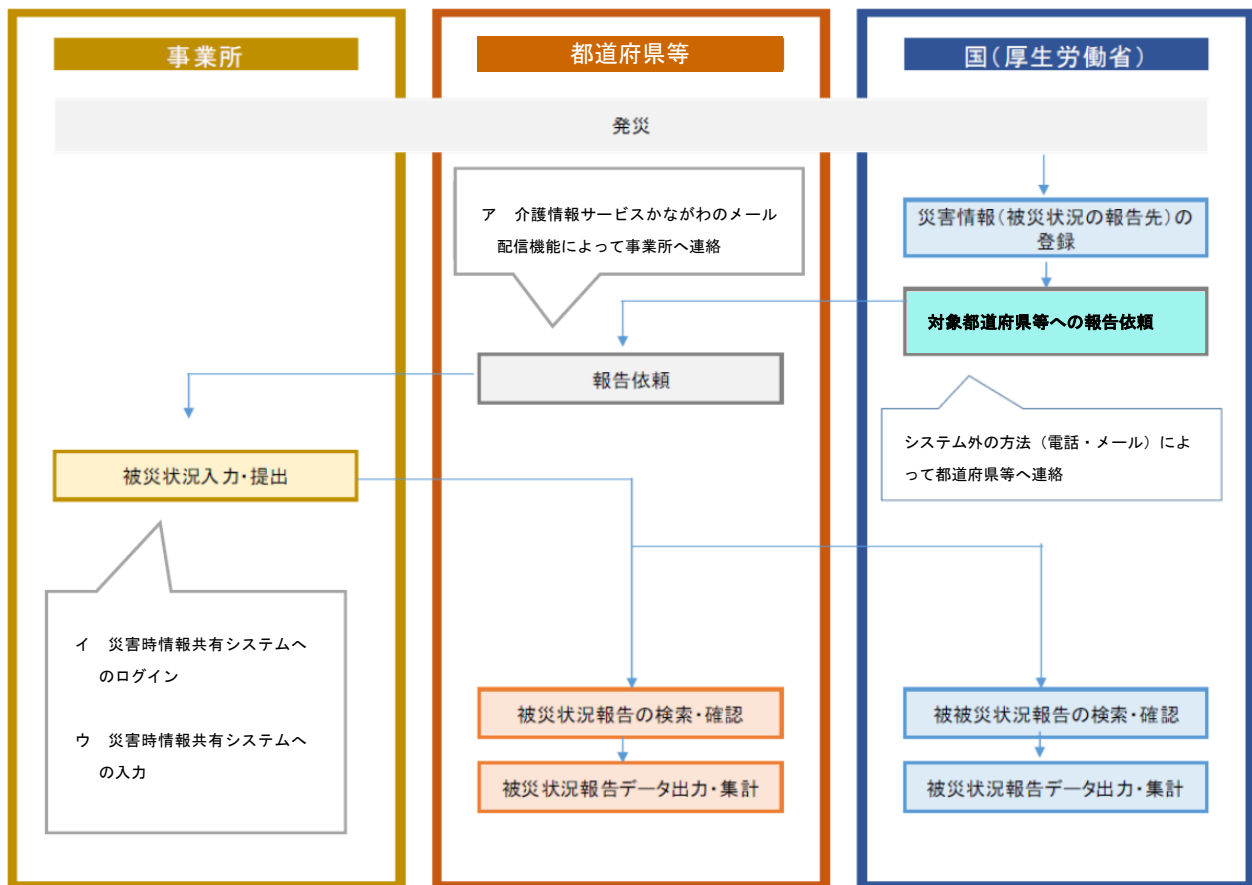 事業所
都道府県等
国(厚生労働省)
発災
ア 介護情報サービスかながわのメール
配信機能によって事業所へ連絡
災害情報(被災状況の報告先)の
登録
対象都道府県等への報告依頼
報告依頼
システム外の方法（電話・メール）によ
って都道府県等へ連絡
被災状況入力・提出
イ 災害時情報共有システムへ
のログイン
ウ 災害時情報共有システムへ
の入力
被災状況報告の検索・確認
被被災状況報告の検索・確認
被災状況報告データ出力・集計
被災状況報告データ出力・集計